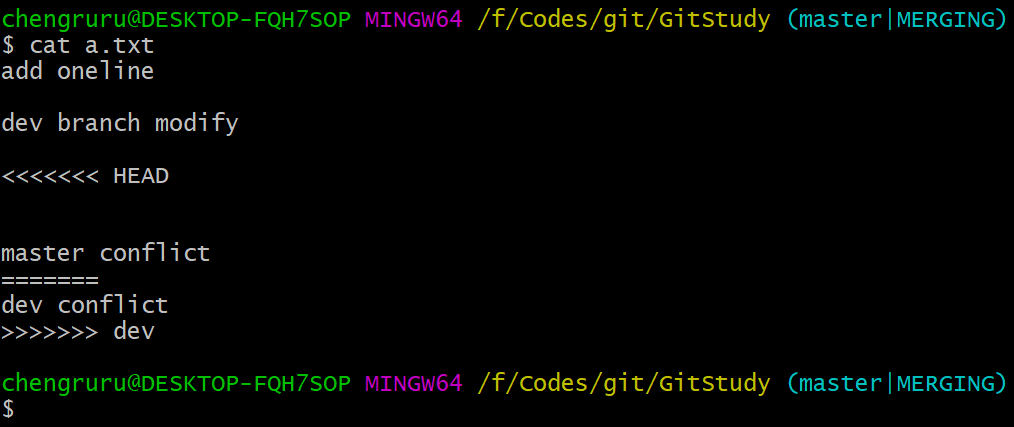 chengruru@DESKTOP-FQH7SOP MINGW64 /f/Codes/git/GitStudy (master|MERGING)
$ cat a.txt
add oneline
dev branch modify
<<<<<<< HEAD
master conflict
=======
dev conflict
>>>>>>> dev
chengruru@DESKTOP-FQH7SOP MINGW64 /f/Codes/git/GitStudy (master|MERGING)
$